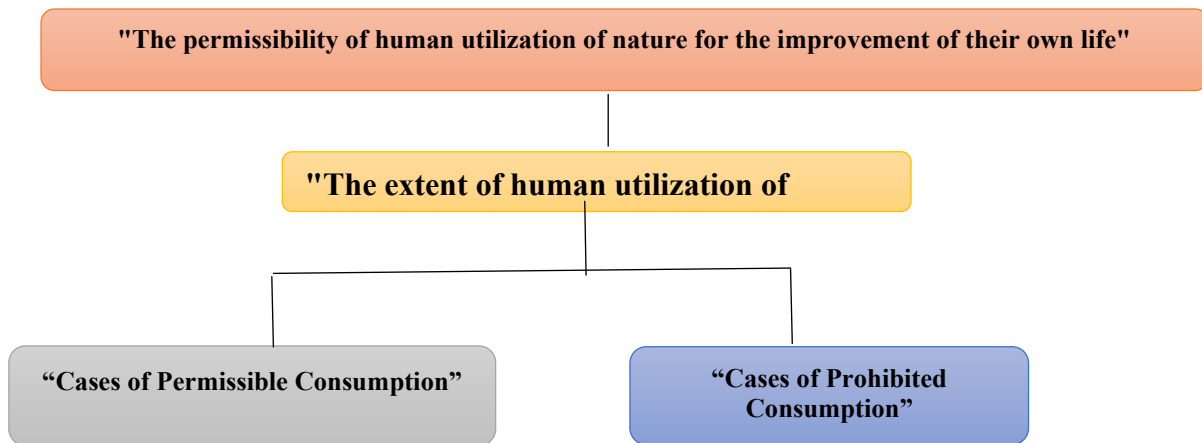 "The permissibility of human utilization of nature for the improvement of their own life"
"The extent of human utilization of
“Cases of Permissible Consumption”
“Cases of Prohibited
Consumption”